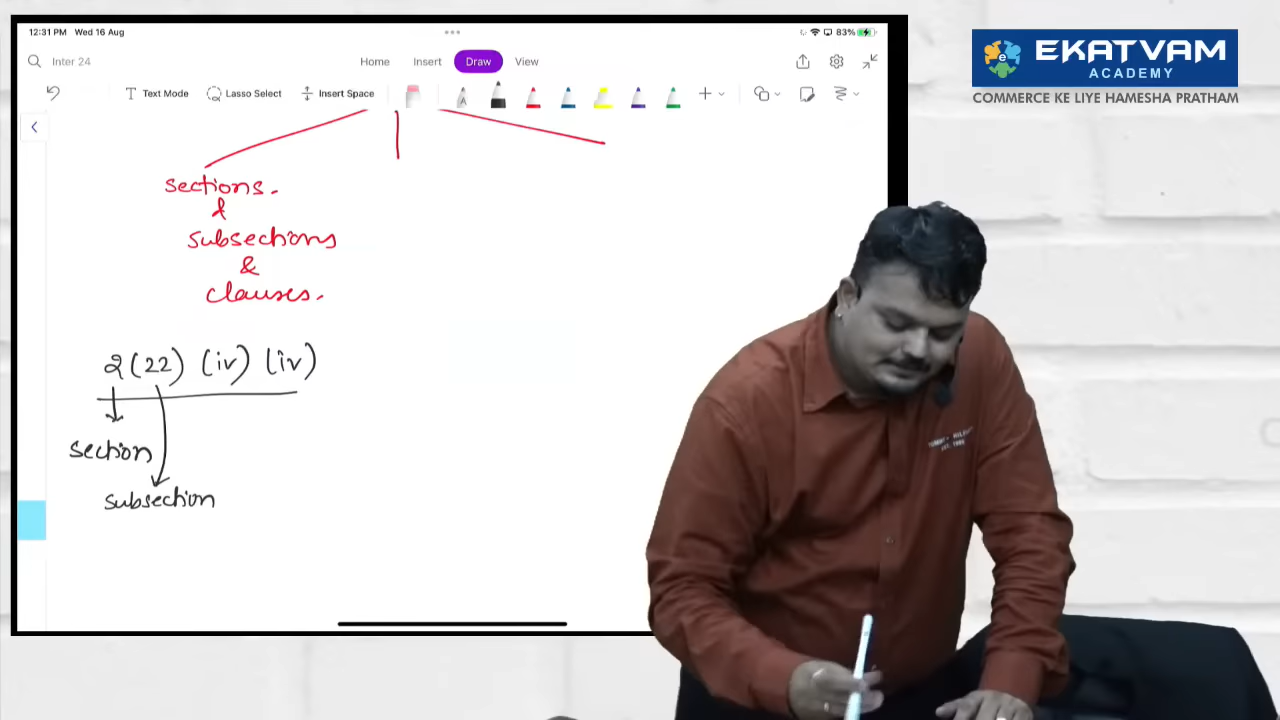 12:31 PM Wed 16 Aug
83%
Inter 24
Home Insert Draw View
Text Mode Lasso Select Insert Space
sections.
&
subsections
&
clauses.
2(22) (iv) (iv)
section
subsection
EKATVAM
ACADEMY
COMMERCE KE LIYE HAMESHA PRATHAM